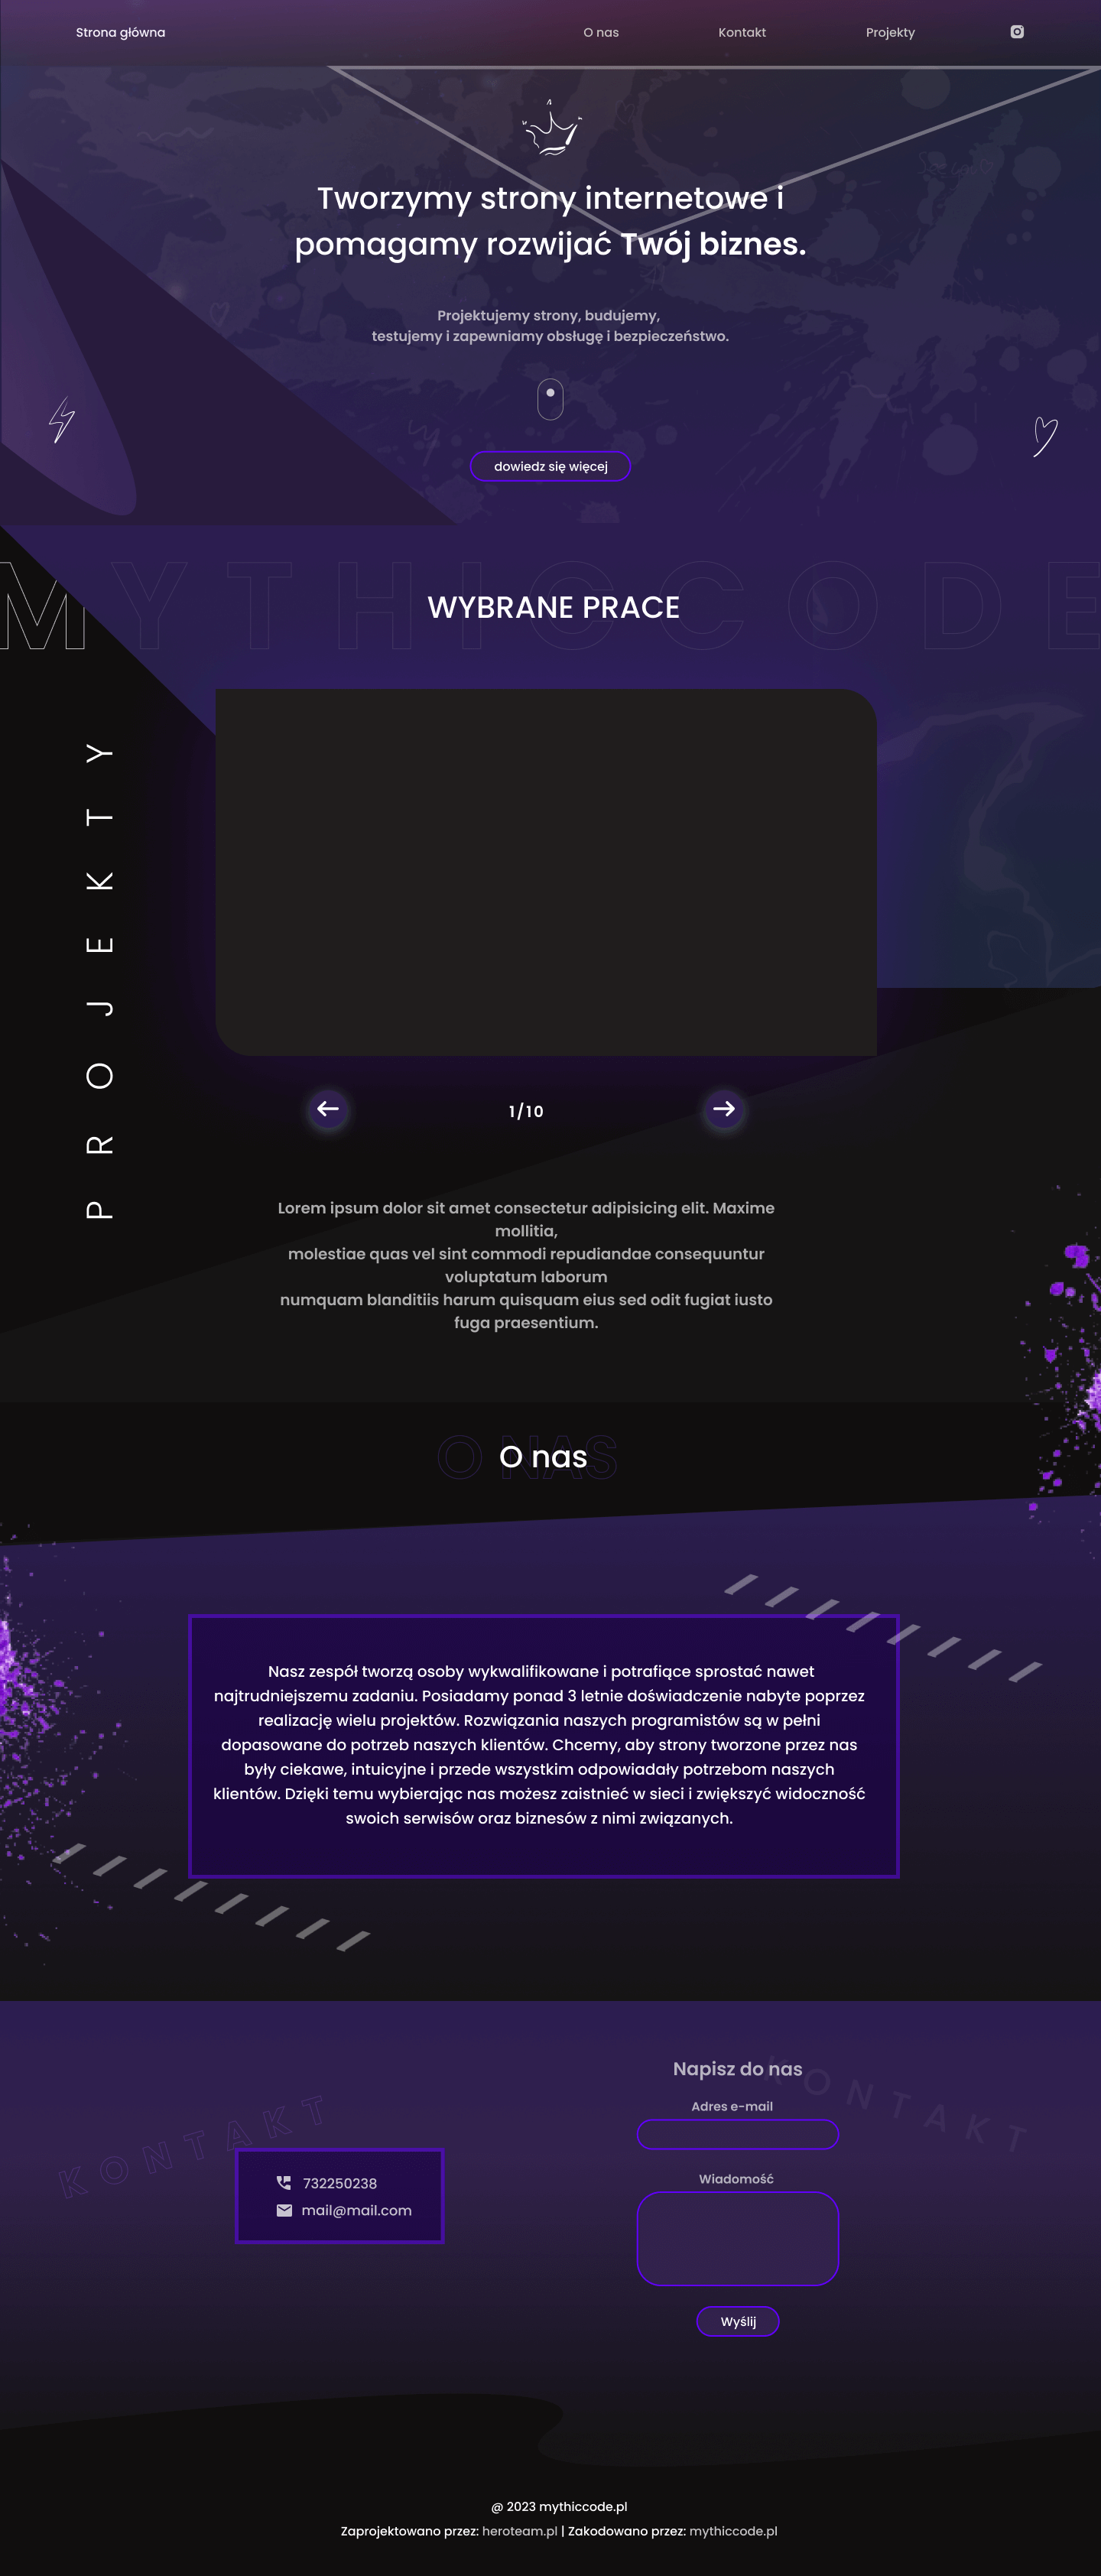 Strona główna
O nas
Kontakt
Projekty
Tworzymy strony internetowe i
pomagamy rozwijać Twój biznes.
Projektujemy strony, budujemy,
testujemy i zapewniamy obsługę i bezpieczeństwo.
dowiedz się więcej
MYTHICCODE
WYBRANE PRACE
PROJEKTY
1/10
Lorem ipsum dolor sit amet consectetur adipisicing elit. Maxime
mollitia,
molestiae quas vel sint commodi repudiandae consequuntur
voluptatum laborum
numquam blanditiis harum quisquam eius sed odit fugiat iusto
fuga praesentium.
O NAS
O nas
Nasz zespół tworzą osoby wykwalifikowane i potrafiące sprostać nawet
najtrudniejszemu zadaniu. Posiadamy ponad 3 letnie doświadczenie nabyte poprzez
realizację wielu projektów. Rozwiązania naszych programistów są w pełni
dopasowane do potrzeb naszych klientów. Chcemy, aby strony tworzone przez nas
były ciekawe, intuicyjne i przede wszystkim odpowiadały potrzebom naszych
klientów. Dzięki temu wybierając nas możesz zaistnieć w sieci i zwiększyć widoczność
swoich serwisów oraz biznesów z nimi związanych.
KONTAKT
732250238
mail@mail.com
Napisz do nas
KONTAKT
Adres e-mail
Wiadomość
Wyślij
@ 2023 mythiccode.pl
Zaprojektowano przez: heroteam.pl | Zakodowano przez: mythiccode.pl